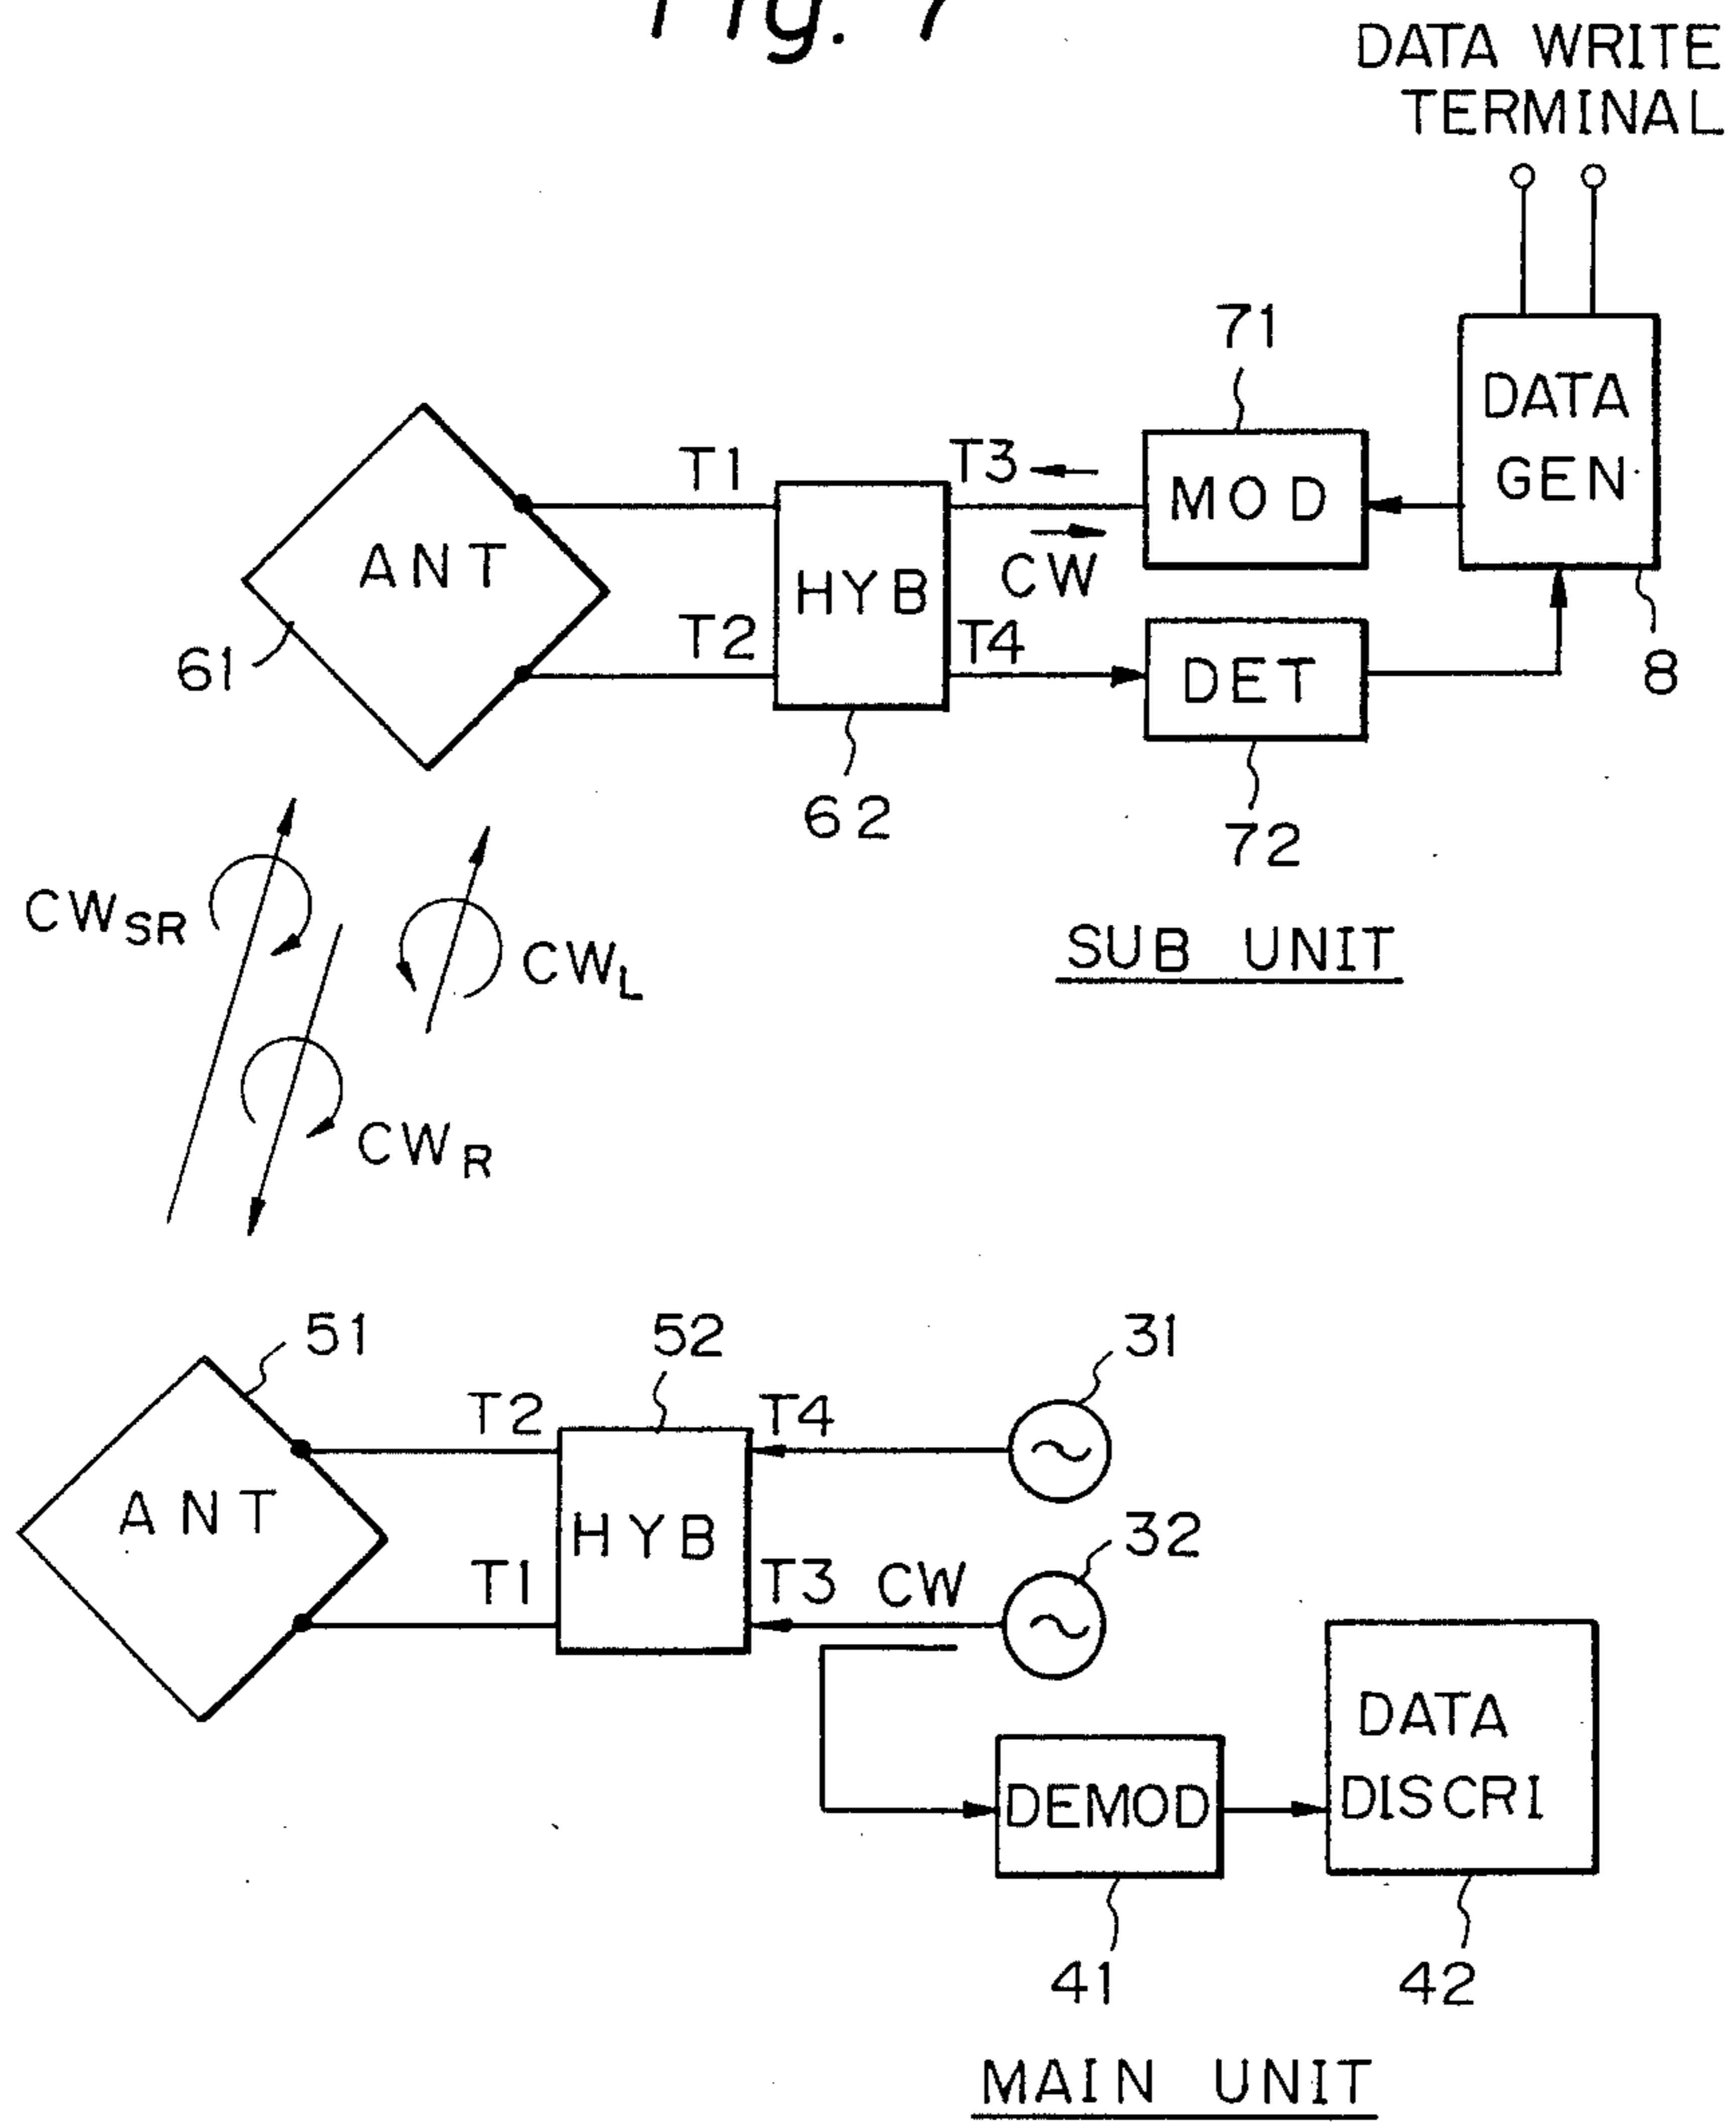 Fig. 7
DATA WRITE
TERMINAL
71
DATA
GEN
T1
T3
MOD
ANT
HYB
CW
T2
T4
DET
61
8
62
72
CWSR
CWL
SUB UNIT
CWR
51
52
31
T2
T4
ANT
HYB
32
T1
T3 CW
DATA
DISCRI
DEMOD
41
42
MAIN UNIT